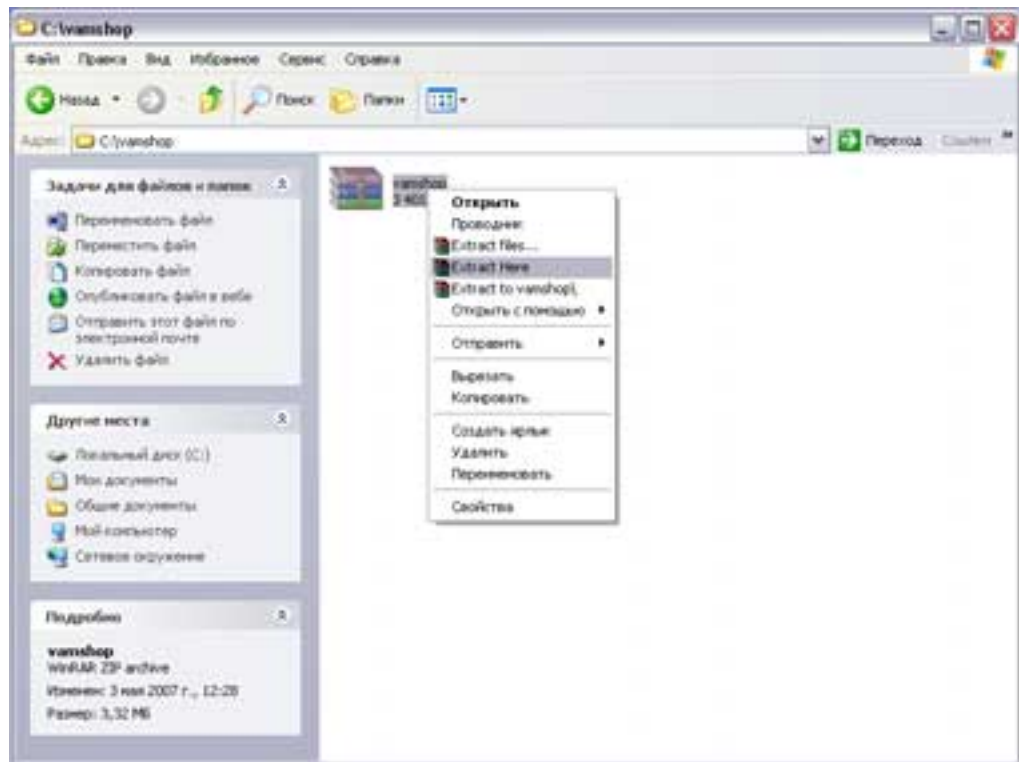 C:\vamshop
Файл Правка Вид Избранное Сервис Справка
Назад Поиск Папки
Адрес: C:\vamshop Переход Ссылки
Задачи для файлов и папок
Переименовать файл
Переместить файл
Копировать файл
Опубликовать файл в вебе
Отправить этот файл по
электронной почте
Удалить файл
Другие места
Локальный диск (C:)
Мои документы
Общие документы
Мой компьютер
Сетевое окружение
Подробно
vamshop
WinRAR ZIP archive
Изменен: 3 мая 2007 г., 12:28
Размер: 3,32 МБ
vamshop
Открыть
Проводник
Extract files...
Extract Here
Extract to vamshop\
Открыть с помощью
Отправить
Вырезать
Копировать
Создать ярлык
Удалить
Переименовать
Свойства